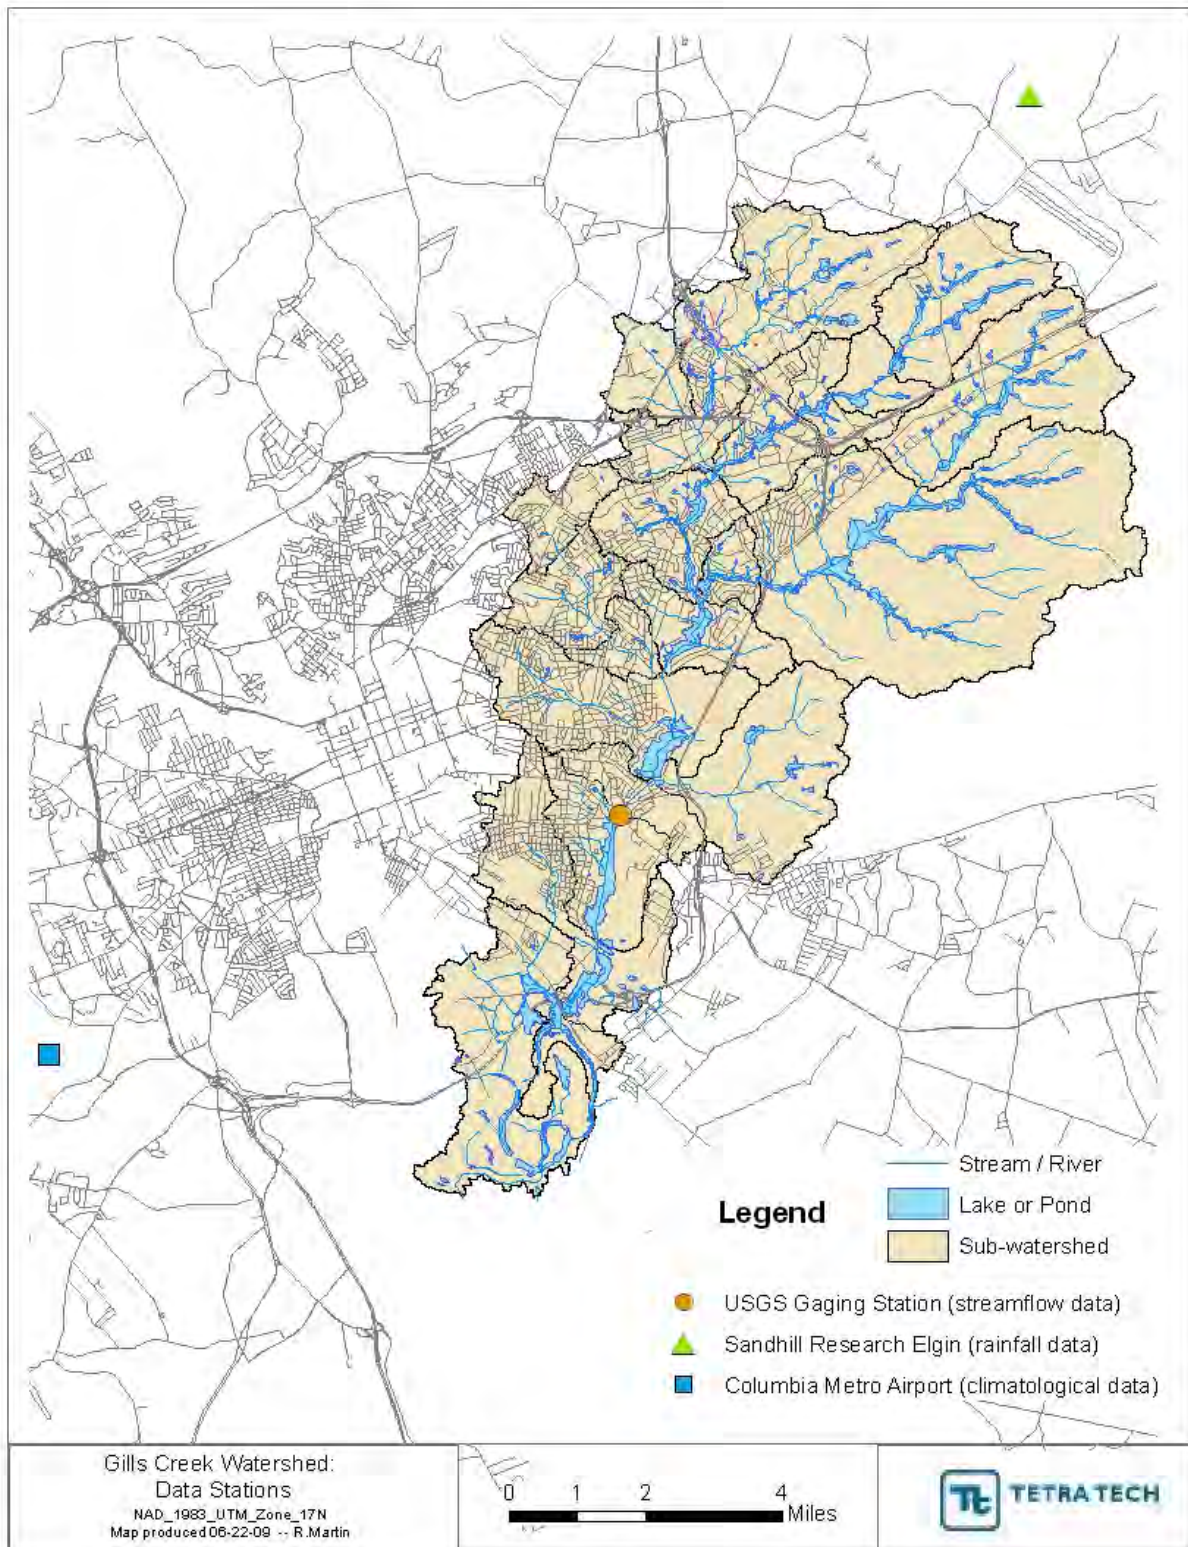 Legend
Stream / River
Lake or Pond
Sub-watershed
USGS Gaging Station (streamflow data)
Sandhill Research Elgin (rainfall data)
Columbia Metro Airport (climatological data)
Gills Creek Watershed:
Data Stations
NAD_1983_UTM_Zone_17N
Map produced 06-22-09 -- R.Martin
0 1 2 4
Miles
Tt TETRA TECH